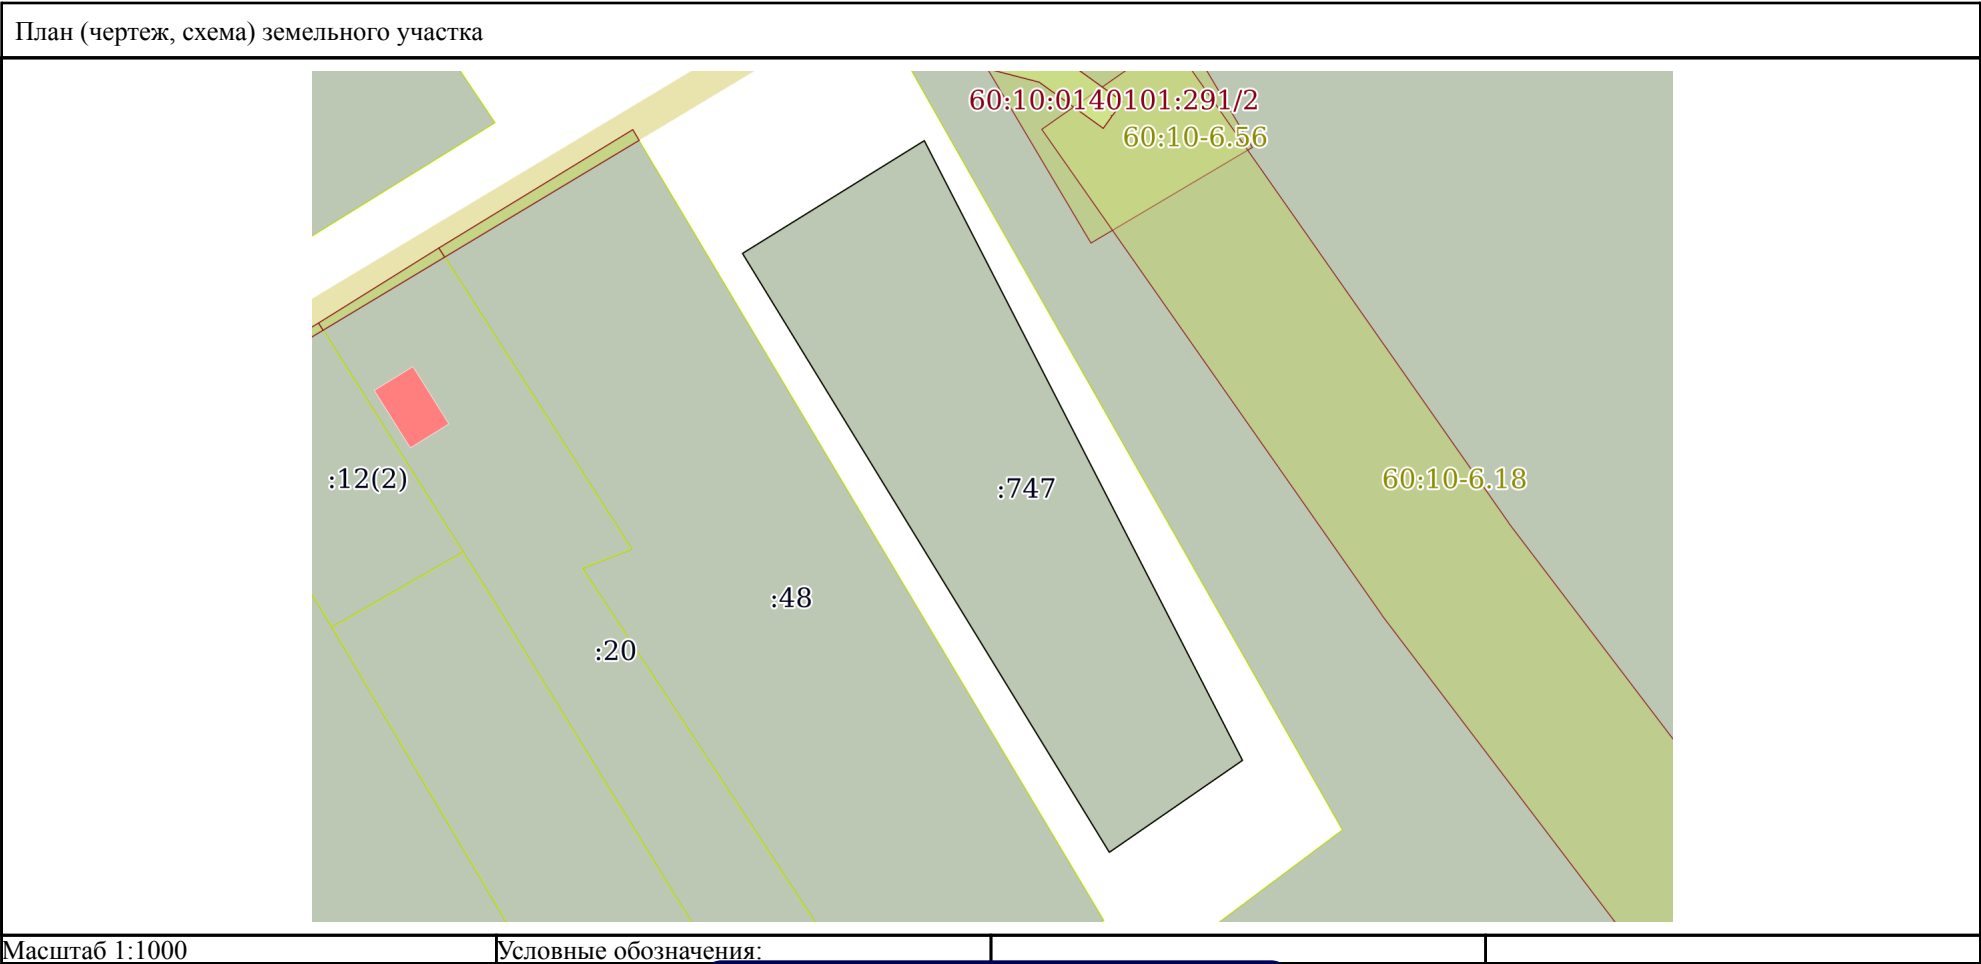 План (чертеж, схема) земельного участка
60:10:0140101:291/2
60:10-6.56
:12(2)
:747
60:10-6.18
:48
:20
Масштаб 1:1000
Условные обозначения: